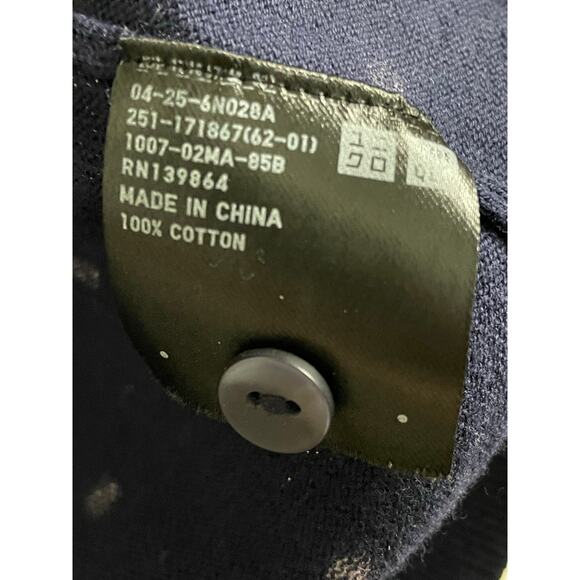 04-25-6N028A
251-171867(62-01)
1007-02MA-85B
RN139864
MADE IN CHINA
100% COTTON